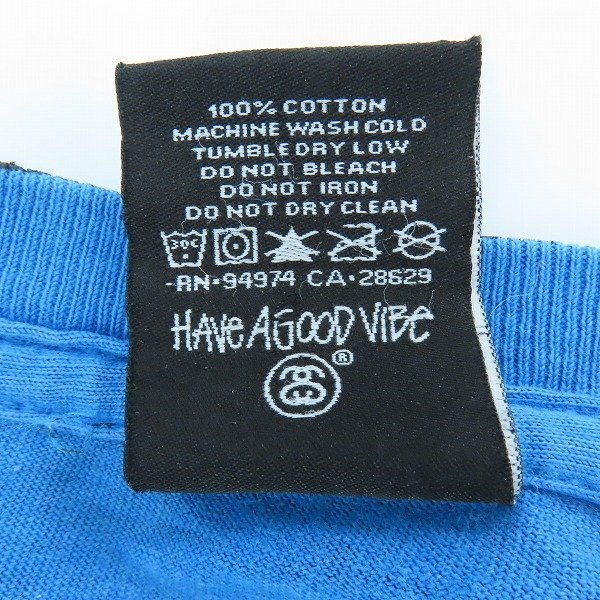 100% COTTON
MACHINE WASH COLD
TUMBLE DRY LOW
DO NOT BLEACH
DO NOT IRON
DO NOT DRY CLEAN
30C
-RN-94974 CA-28629
HAVE A GOOD VIBE
®